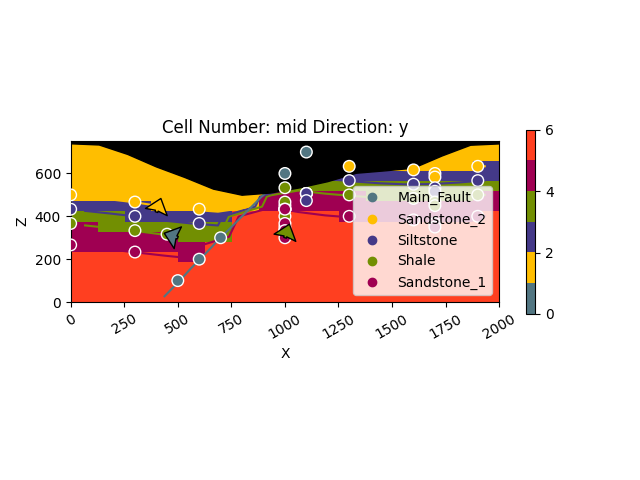 Cell Number: mid Direction: y
Z
600
400
200
0
0
250
500
750
1000
1250
1500
1750
2000
X
Main_Fault
Sandstone_2
Siltstone
Shale
Sandstone_1
6
4
2
0